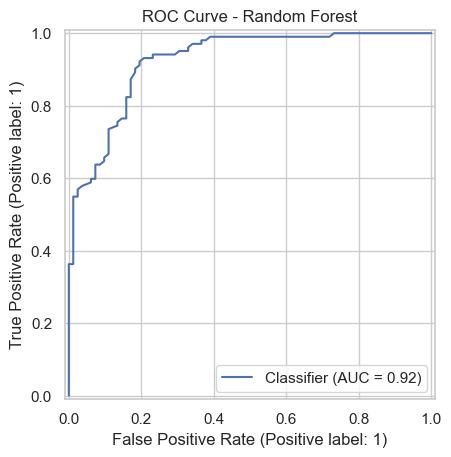 ROC Curve - Random Forest
True Positive Rate (Positive label: 1)
1.0
0.8
0.6
0.4
0.2
0.0
Classifier (AUC = 0.92)
0.0 0.2 0.4 0.6 0.8 1.0
False Positive Rate (Positive label: 1)